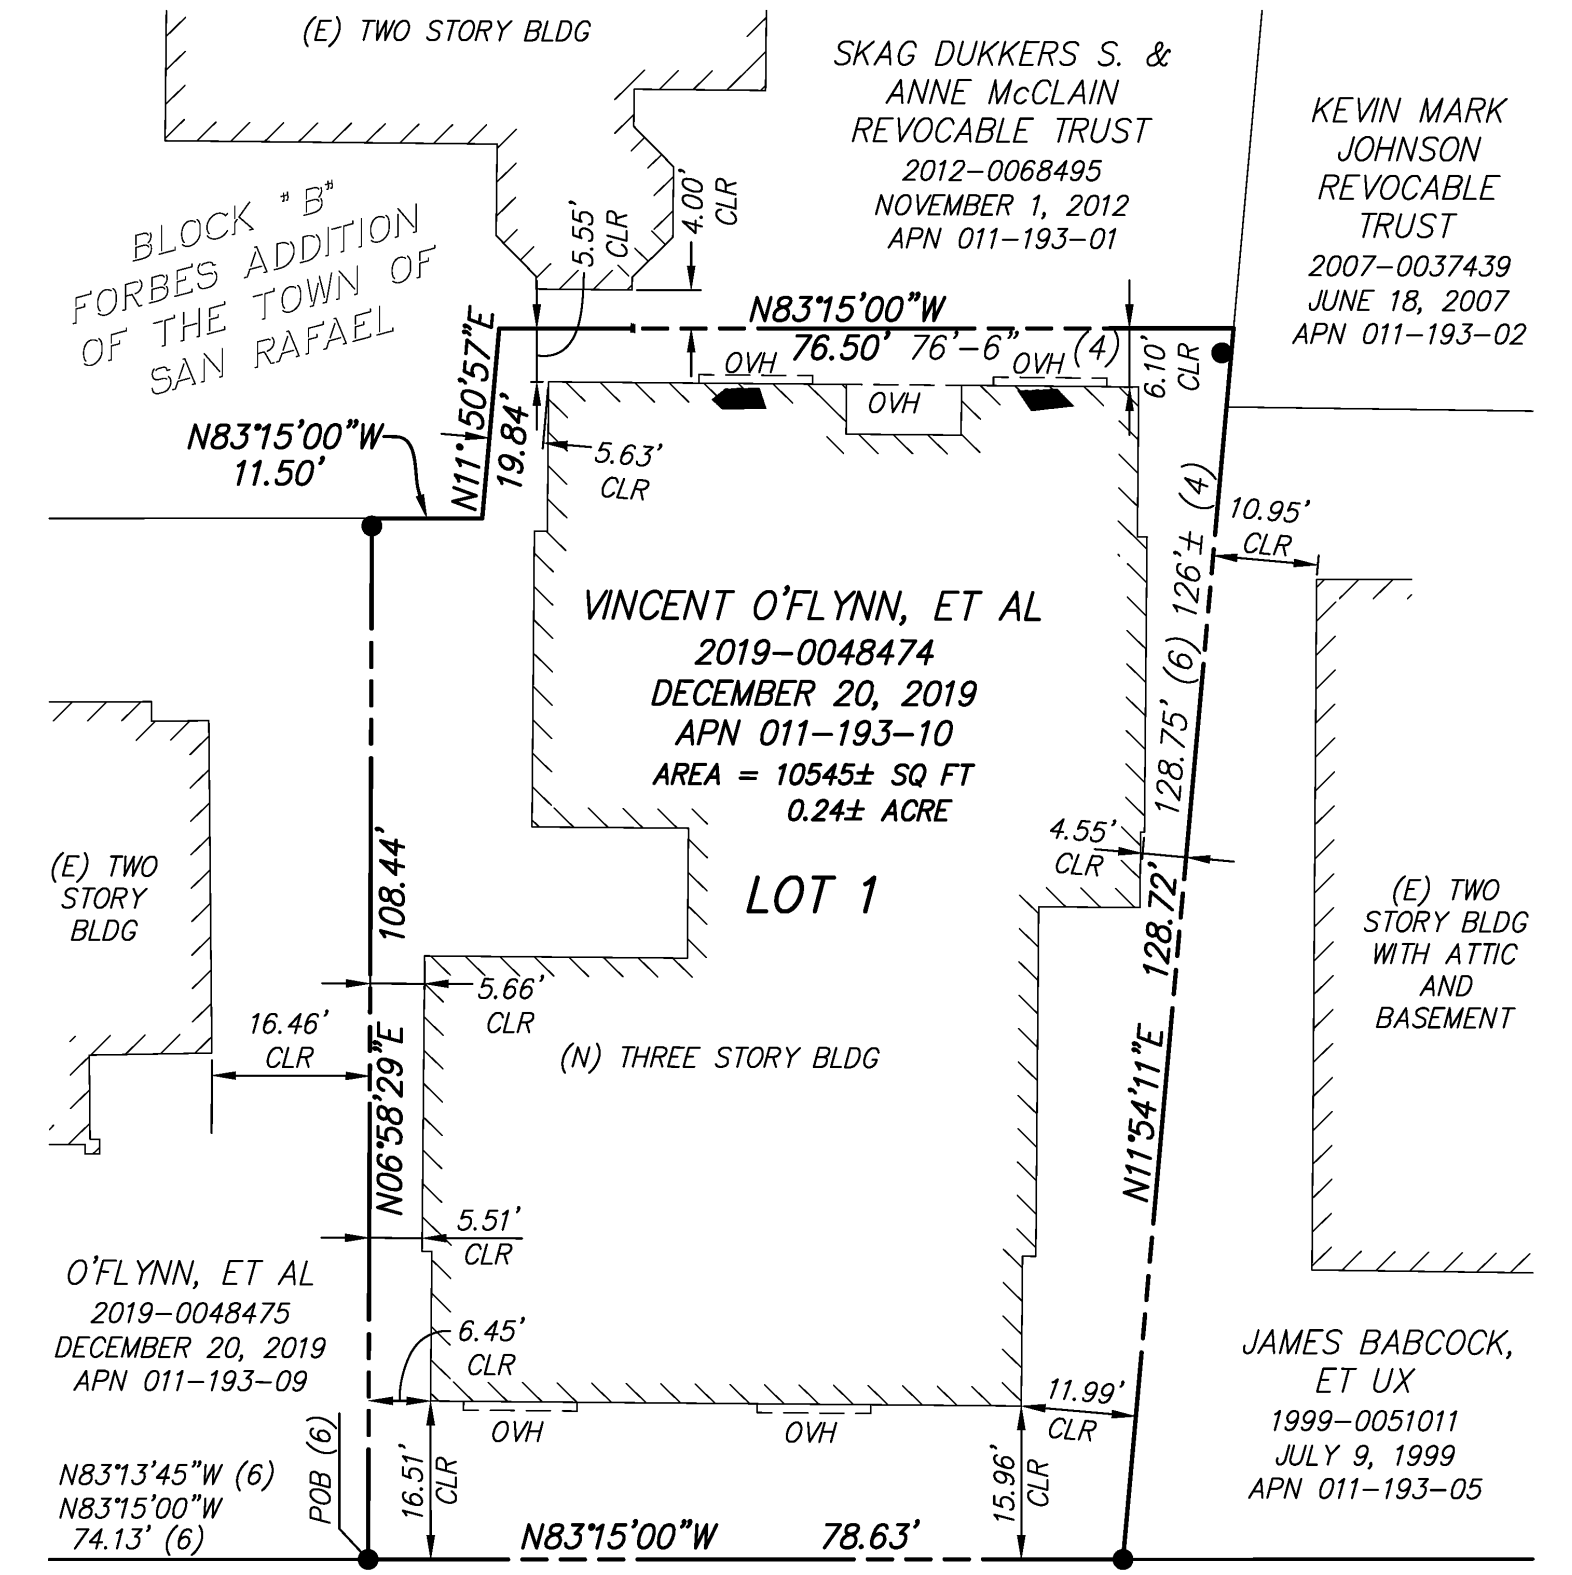 (E) TWO STORY BLDG
SKAG DUKKERS S. &
ANNE McCLAIN
REVOCABLE TRUST
2012-0068495
NOVEMBER 1, 2012
APN 011-193-01
KEVIN MARK
JOHNSON
REVOCABLE
TRUST
2007-0037439
JUNE 18, 2007
APN 011-193-02
BLOCK "B"
FORBES ADDITION
OF THE TOWN OF
SAN RAFAEL
5.55'
CLR
4.00'
CLR
N83°15'00"W
76.50' 76'-6" (4)
OVH
OVH
OVH
6.10'
CLR
N11°50'57"E
19.84'
N83°15'00"W
11.50'
5.63'
CLR
10.95'
CLR
128.75' (6) 126'± (4)
VINCENT O'FLYNN, ET AL
2019-0048474
DECEMBER 20, 2019
APN 011-193-10
AREA = 10545± SQ FT
0.24± ACRE
4.55'
CLR
LOT 1
N11°54'11"E 128.72'
(E) TWO
STORY
BLDG
N06°58'29"E 108.44'
(E) TWO
STORY BLDG
WITH ATTIC
AND
BASEMENT
5.66'
CLR
16.46'
CLR
(N) THREE STORY BLDG
5.51'
CLR
O'FLYNN, ET AL
2019-0048475
DECEMBER 20, 2019
APN 011-193-09
6.45'
CLR
JAMES BABCOCK,
ET UX
1999-0051011
JULY 9, 1999
APN 011-193-05
11.99'
CLR
OVH
OVH
16.51'
CLR
15.96'
CLR
POB (6)
N83°13'45"W (6)
N83°15'00"W
74.13' (6)
N83°15'00"W 78.63'